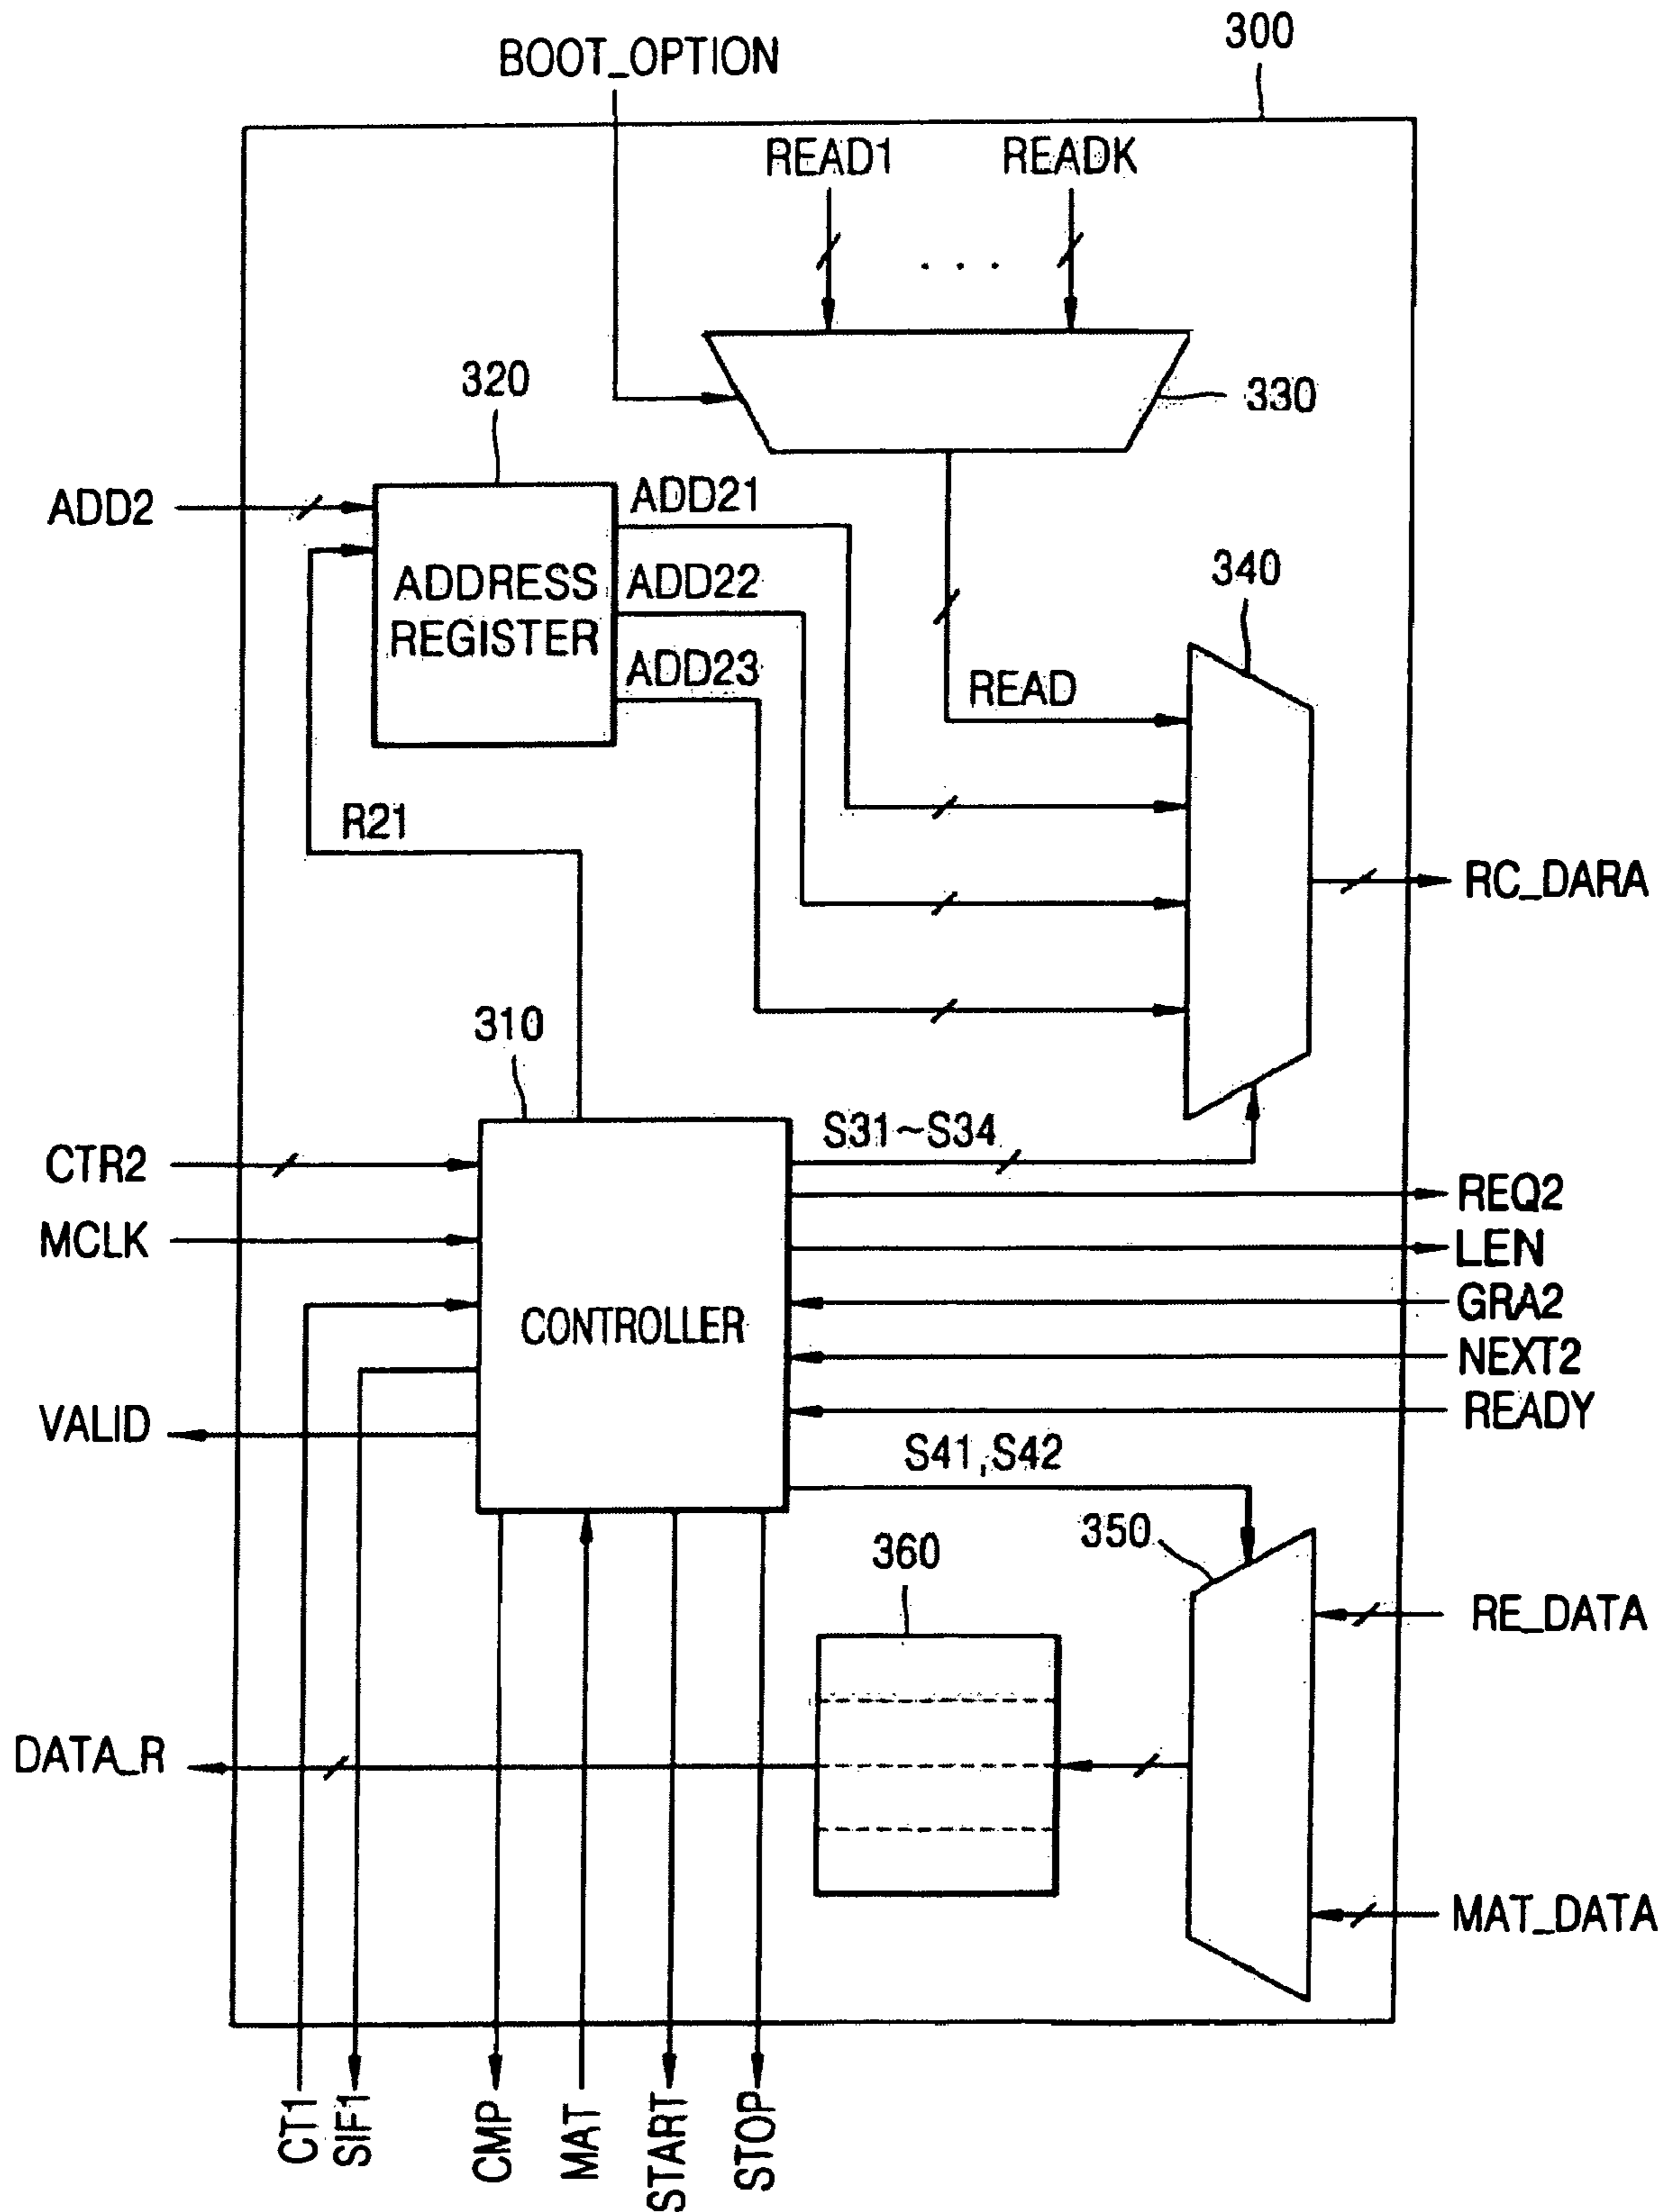 300
BOOT_OPTION
READ1
READK
. . .
320
330
ADD2
ADD21
ADDRESS
REGISTER
ADD22
ADD23
340
READ
R21
RC_DARA
310
S31~S34
CTR2
REQ2
MCLK
LEN
CONTROLLER
GRA2
NEXT2
VALID
READY
S41,S42
350
360
RE_DATA
DATA_R
MAT_DATA
CT1
SIF1
CMP
MAT
START
STOP